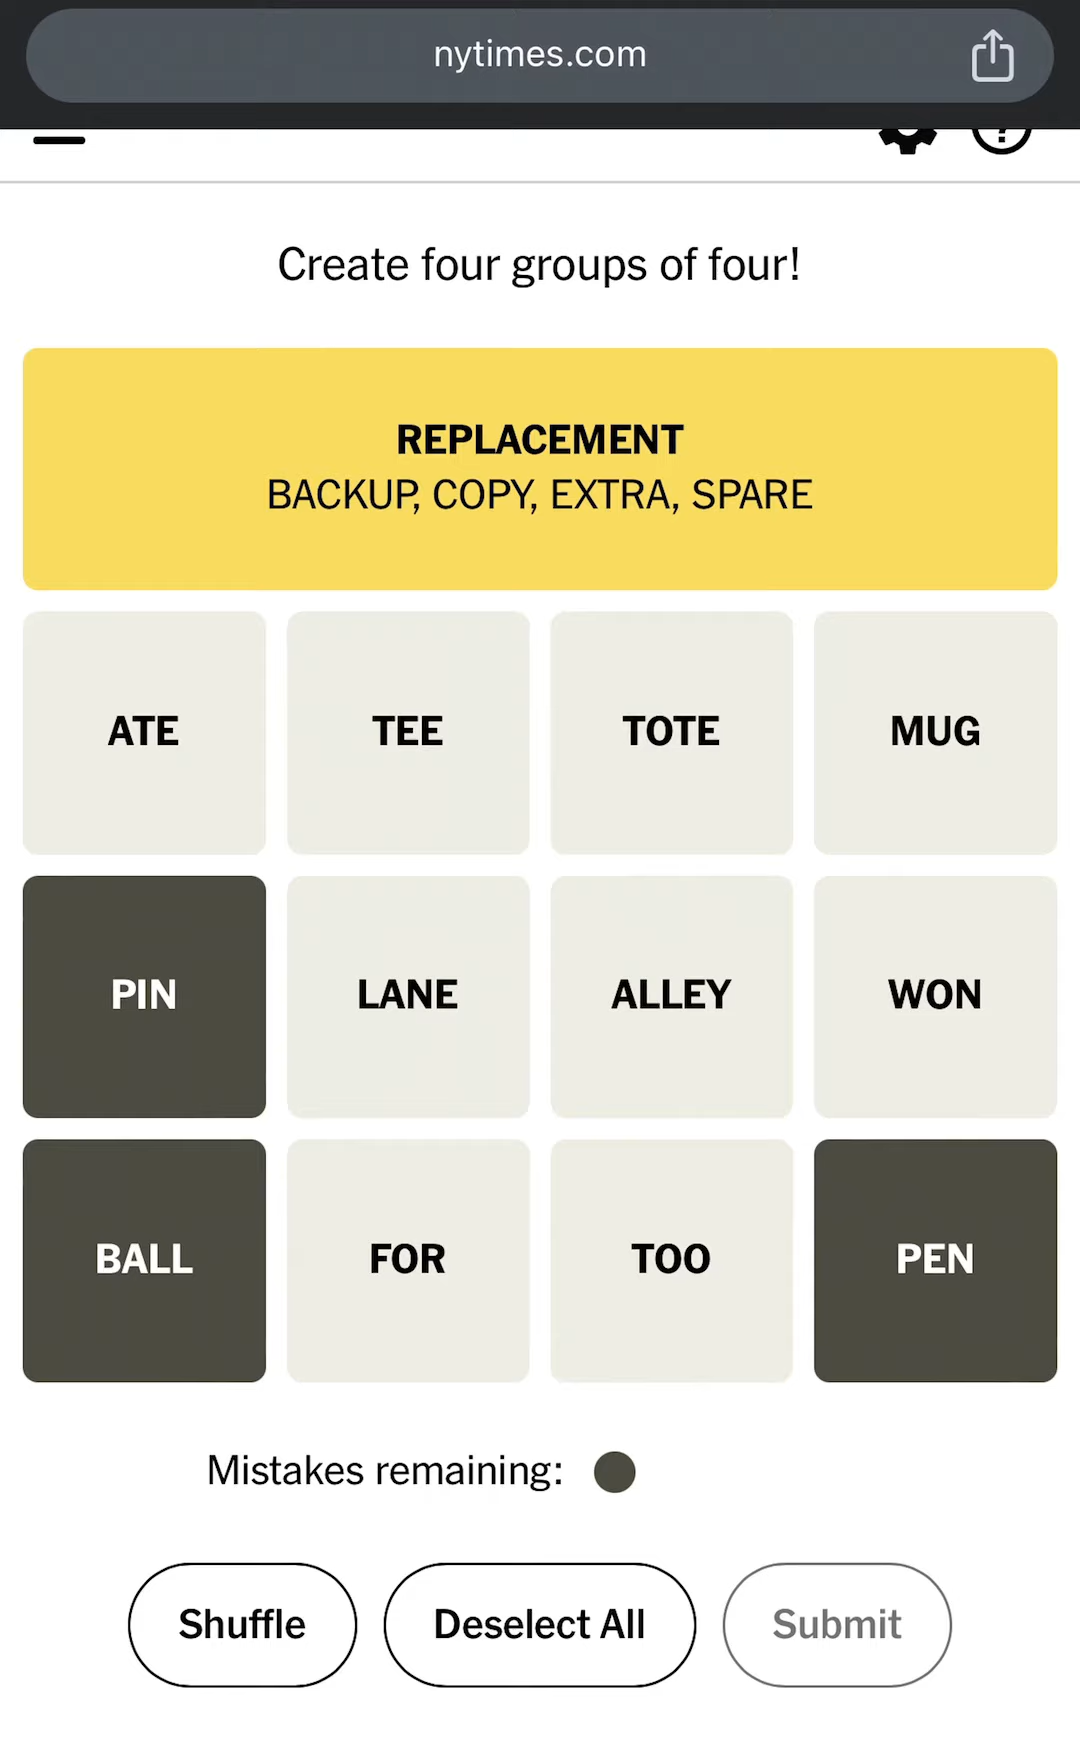 nytimes.com
Create four groups of four!
REPLACEMENT
BACKUP, COPY, EXTRA, SPARE
ATE TEE TOTE MUG
PIN LANE ALLEY WON
BALL FOR TOO PEN
Mistakes remaining:
Shuffle Deselect All Submit